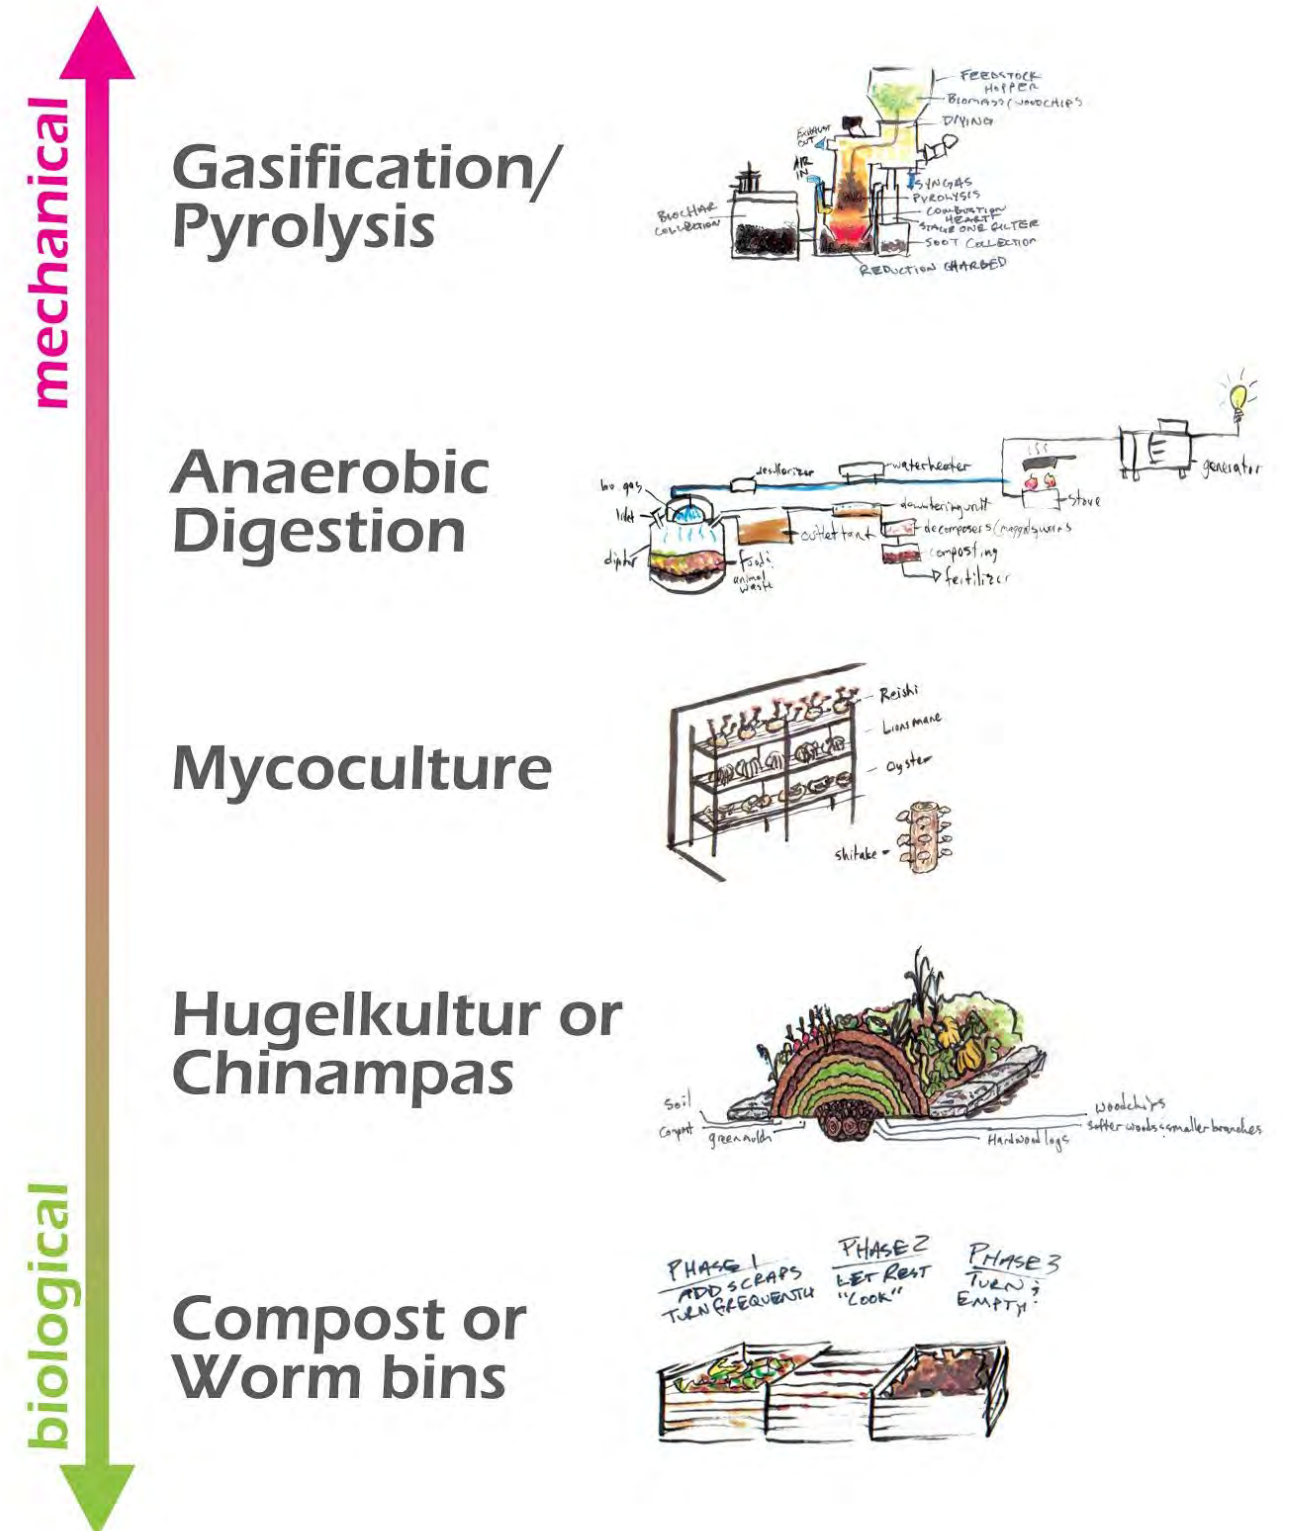 mechanical
Gasification/
Pyrolysis
FEEDSTOCK
HOPPER
BIOMASS/WOODCHIPS
DRYING
EXHAUST
OUT
AIR
IN
SYNGAS
PYROLYSIS
COMBUSTION
HEARTH
STAGE ONE FILTER
SOOT COLLECTION
BIOCHAR
COLLECTION
REDUCTION CHARBED
Anaerobic
Digestion
bio gas
Inlet
desulforizer
waterheater
generator
stove
dewatering unit
outlet tank
decomposers/maggots worms
composting
fertilizer
food:
animal
waste
Mycoculture
Reishi
Lions mane
Oyster
shitake
Hugelkultur or
Chinampas
Soil
Compost
green mulch
woodchips
softer woods & smaller branches
Hardwood logs
biological
Compost or
Worm bins
PHASE 1
ADD SCRAPS
TURN FREQUENTLY
PHASE 2
LET REST
"COOK"
PHASE 3
TURN &
EMPTY!